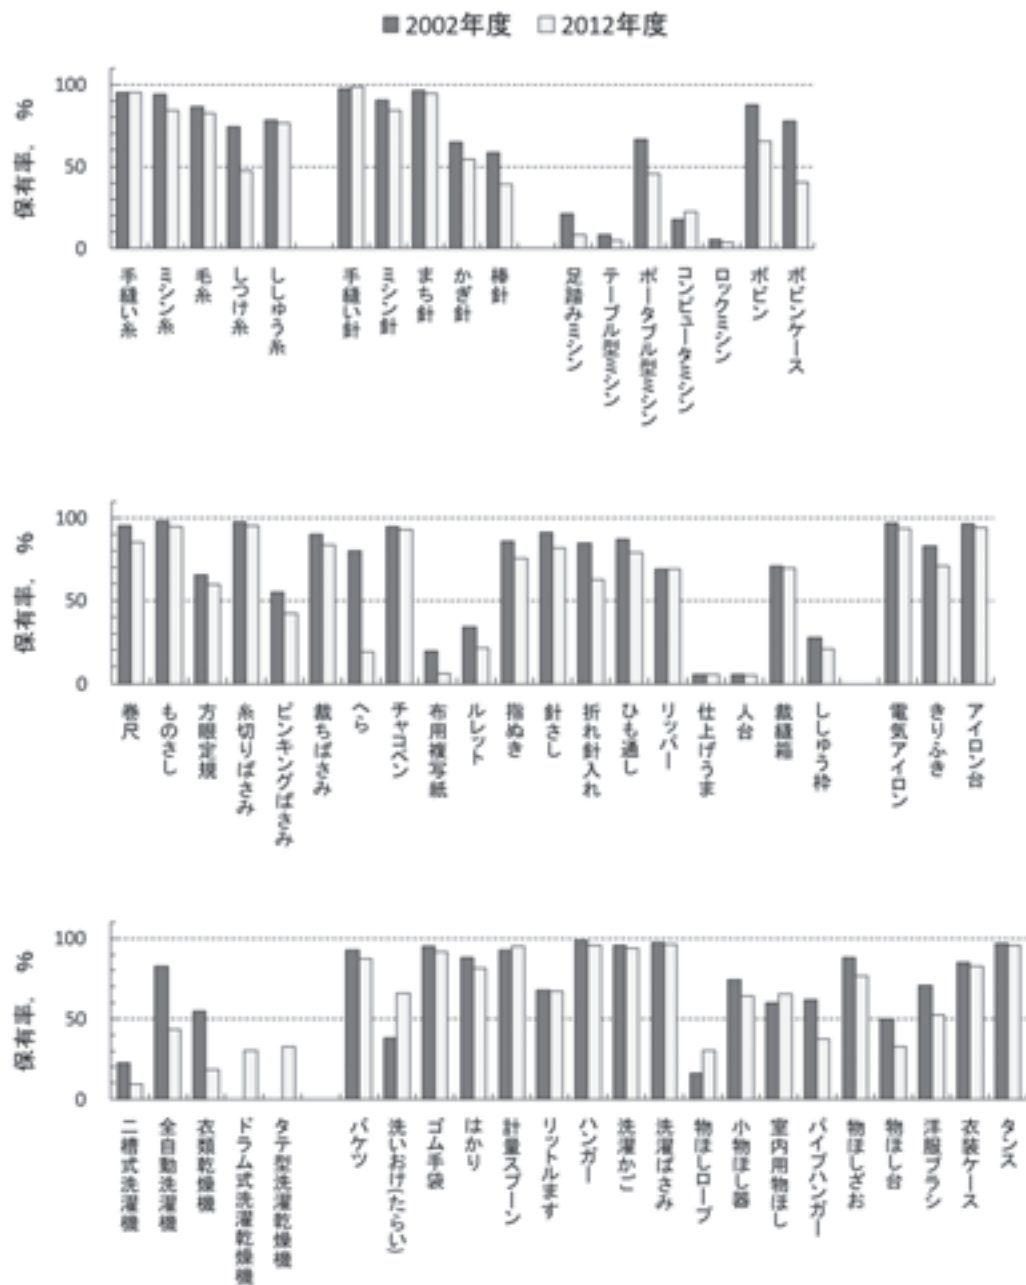 ■2002年度 □2012年度
保有率, %
100
50
0
手縫い糸
ミシン糸
毛糸
しつけ糸
ししゅう糸
手縫い針
ミシン針
まち針
かぎ針
棒針
足踏みミシン
テーブル型ミシン
ポータブル型ミシン
コンピュータミシン
ロックミシン
ボビン
ボビンケース
保有率, %
100
50
0
巻尺
ものさし
方眼定規
糸切りばさみ
ピンキングばさみ
裁ちばさみ
へら
チャコペン
布用複写紙
ルレット
指ぬき
針さし
折れ針入れ
ひも通し
リッパー
仕上げうま
人台
裁縫箱
ししゅう枠
電気アイロン
きりふき
アイロン台
保有率, %
100
50
0
二槽式洗濯機
全自動洗濯機
衣類乾燥機
ドラム式洗濯乾燥機
タテ型洗濯乾燥機
バケツ
洗いおけ(たらい)
ゴム手袋
はかり
計量スプーン
リットルます
ハンガー
洗濯かご
洗濯ばさみ
物ほしロープ
小物ほし器
室内用物ほし
パイプハンガー
物ほしざお
物ほし台
洋服ブラシ
衣装ケース
タンス